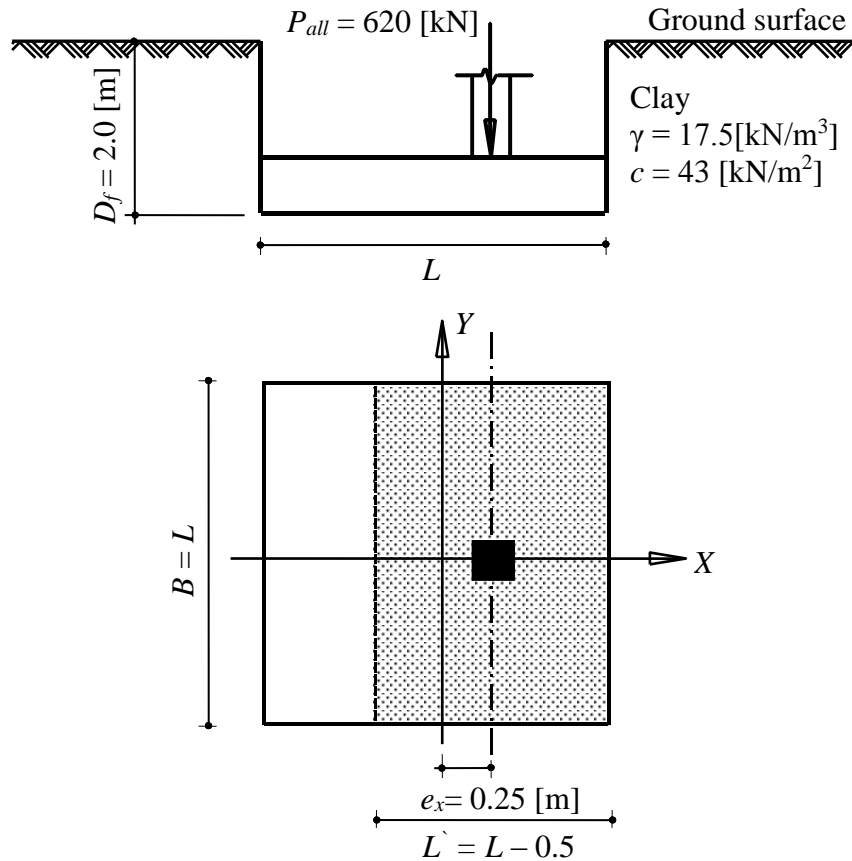 P_all = 620 [kN]
Ground surface
D_f = 2.0 [m]
Clay
γ = 17.5[kN/m³]
c = 43 [kN/m²]
L
Y
B = L
X
e_x= 0.25 [m]
L` = L – 0.5